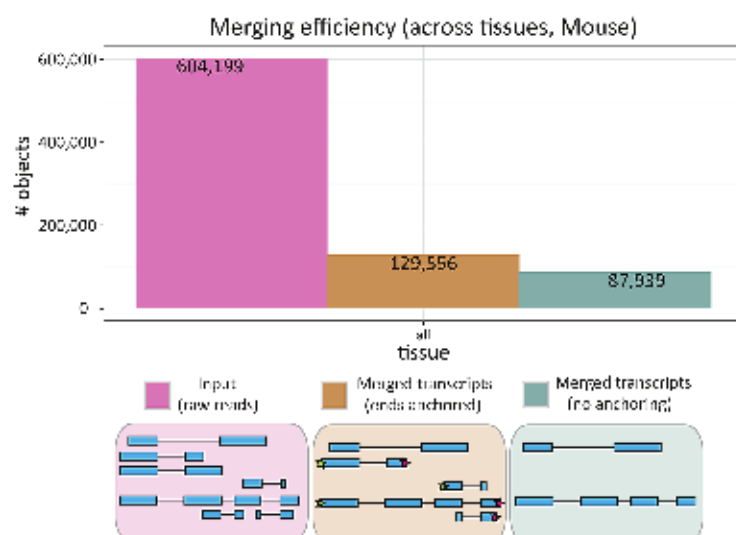 Merging efficiency (across tissues, Mouse)
# objects
600,000
400,000
200,000
0
604,199
129,556
87,939
all
tissue
Input
(raw reads)
Merged transcripts
(ends anchored)
Merged transcripts
(no anchoring)